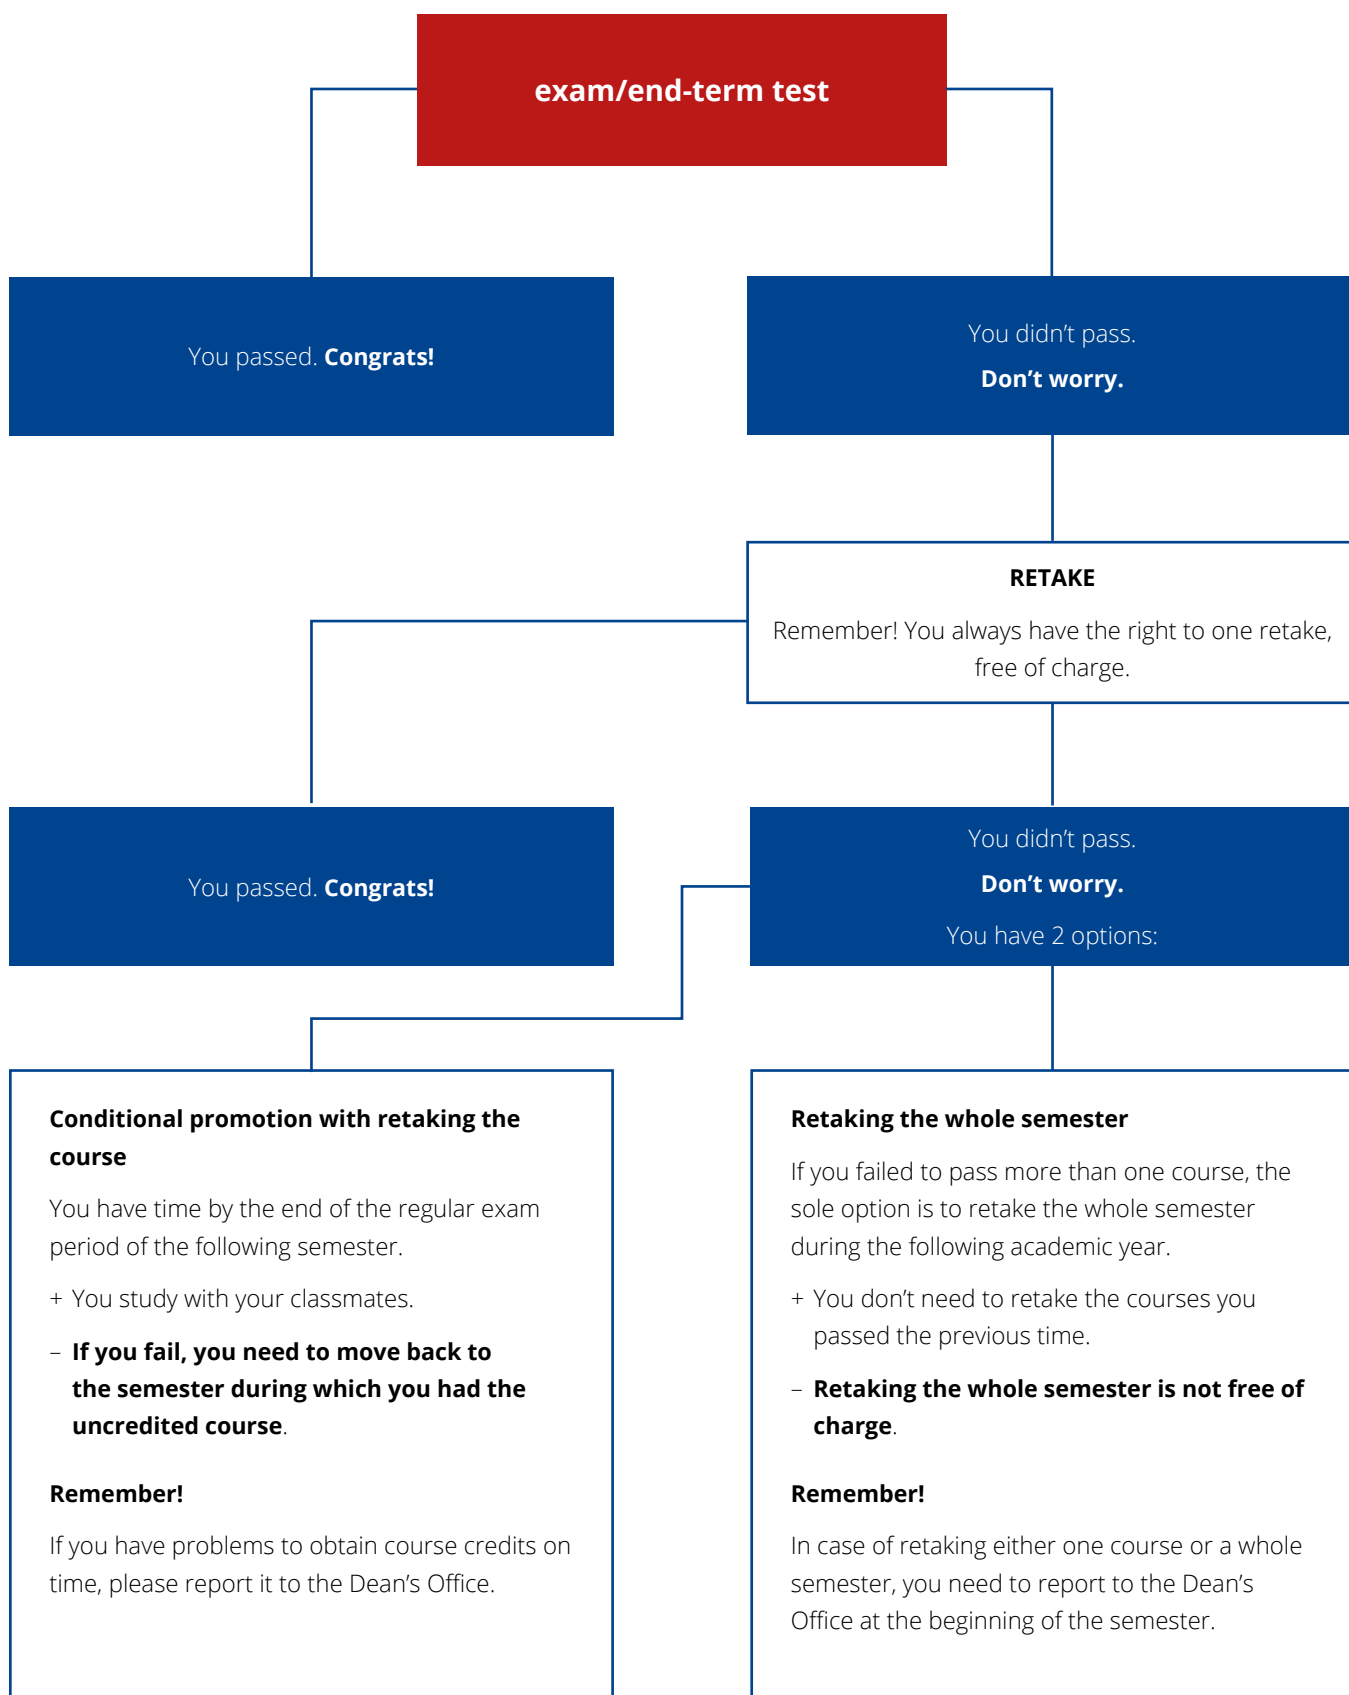 exam/end-term test
You passed. Congrats!
You didn’t pass.
Don’t worry.
RETAKE
Remember! You always have the right to one retake,
free of charge.
You passed. Congrats!
You didn’t pass.
Don’t worry.
You have 2 options:
Conditional promotion with retaking the
course
You have time by the end of the regular exam
period of the following semester.
+ You study with your classmates.
– If you fail, you need to move back to
the semester during which you had the
uncredited course.
Remember!
If you have problems to obtain course credits on
time, please report it to the Dean’s Office.
Retaking the whole semester
If you failed to pass more than one course, the
sole option is to retake the whole semester
during the following academic year.
+ You don’t need to retake the courses you
passed the previous time.
– Retaking the whole semester is not free of
charge.
Remember!
In case of retaking either one course or a whole
semester, you need to report to the Dean’s
Office at the beginning of the semester.